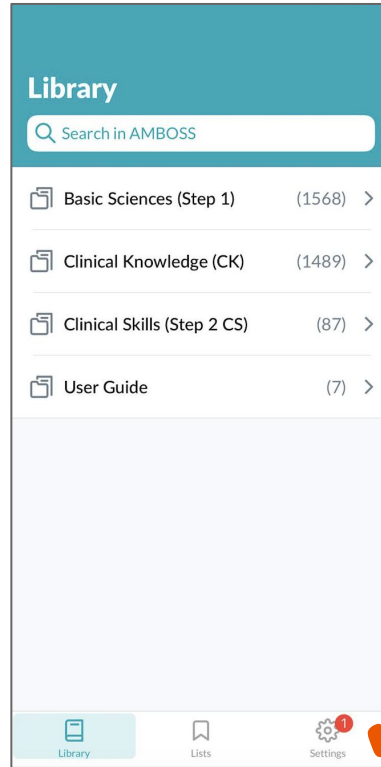 Library
Search in AMBOSS
Basic Sciences (Step 1) (1568)
Clinical Knowledge (CK) (1489)
Clinical Skills (Step 2 CS) (87)
User Guide (7)
1
Library Lists Settings